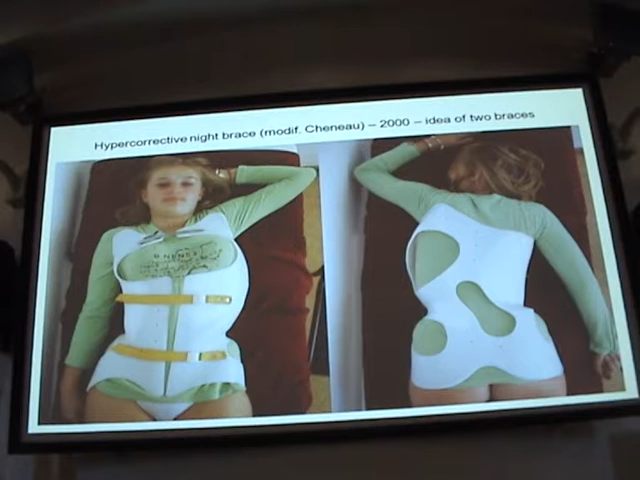 Hypercorrective night brace (modif. Cheneau) – 2000 – idea of two braces